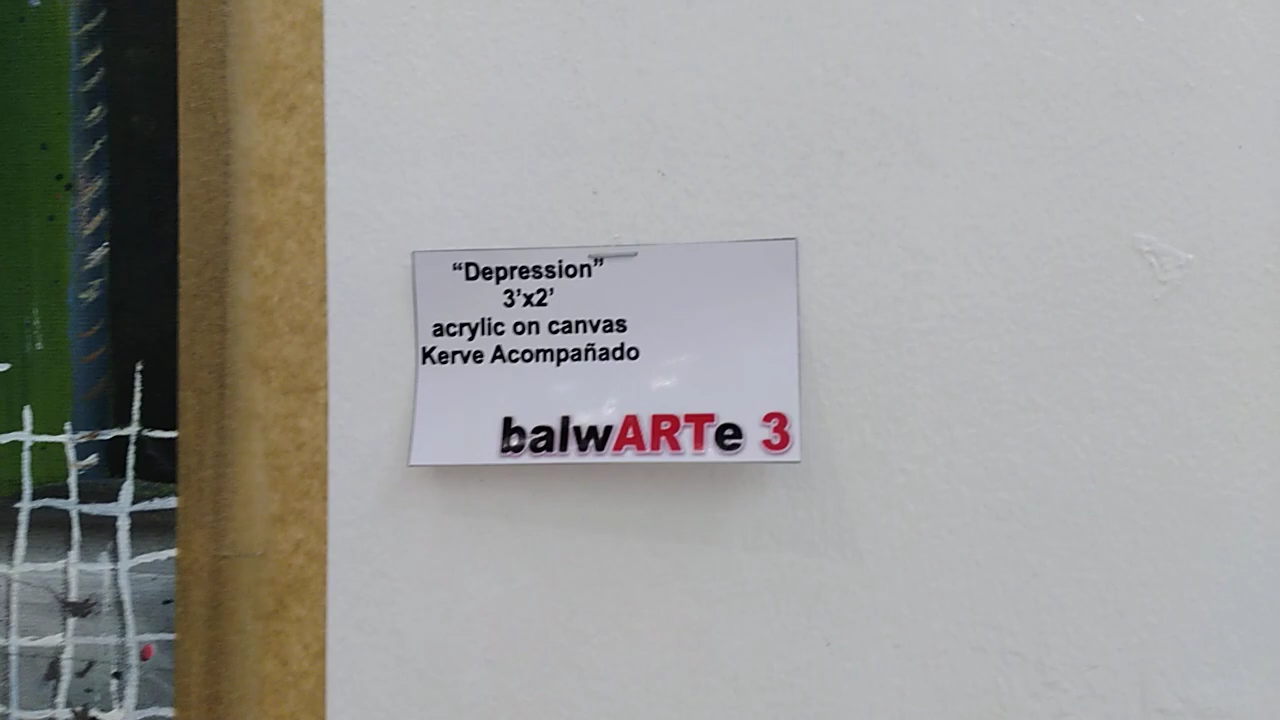 “Depression”
3’x2’
acrylic on canvas
Kerve Acompañado
balwARTe 3